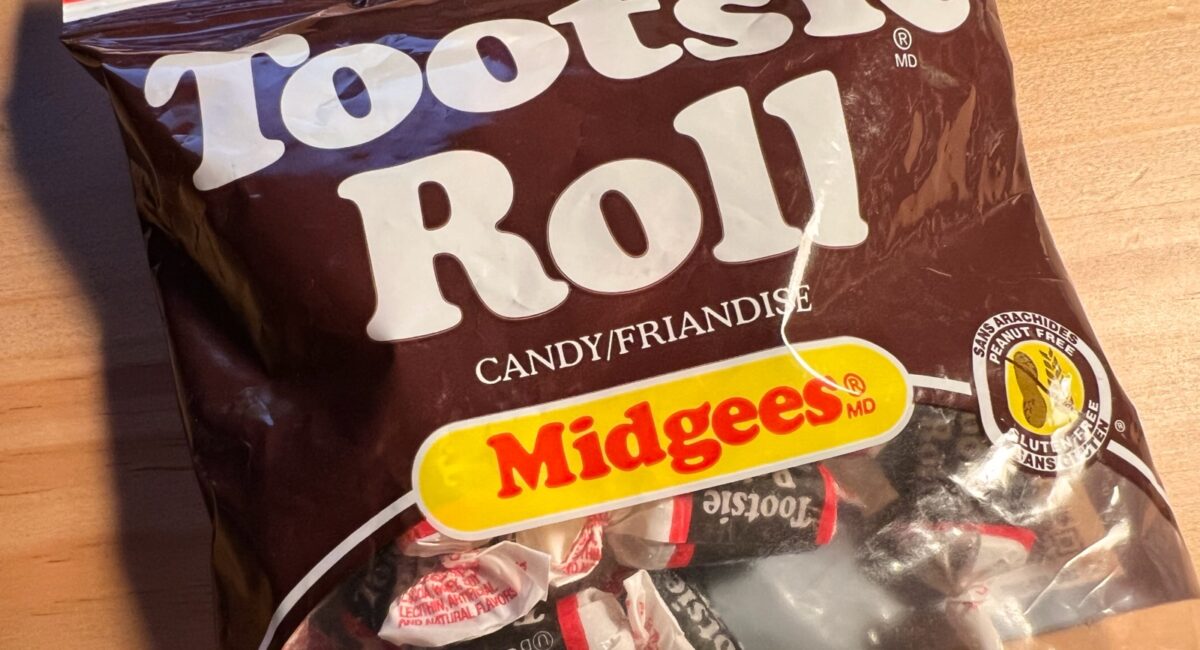 Tootsie
® MD
Roll
CANDY/FRIANDISE
Midgees® MD
SANS ARACHIDES
PEANUT FREE
GLUTEN FREE
SANS GLUTEN
®
Tootsie
Tootsie
LECITHIN, ARTIFICIAL
AND NATURAL FLAVORS